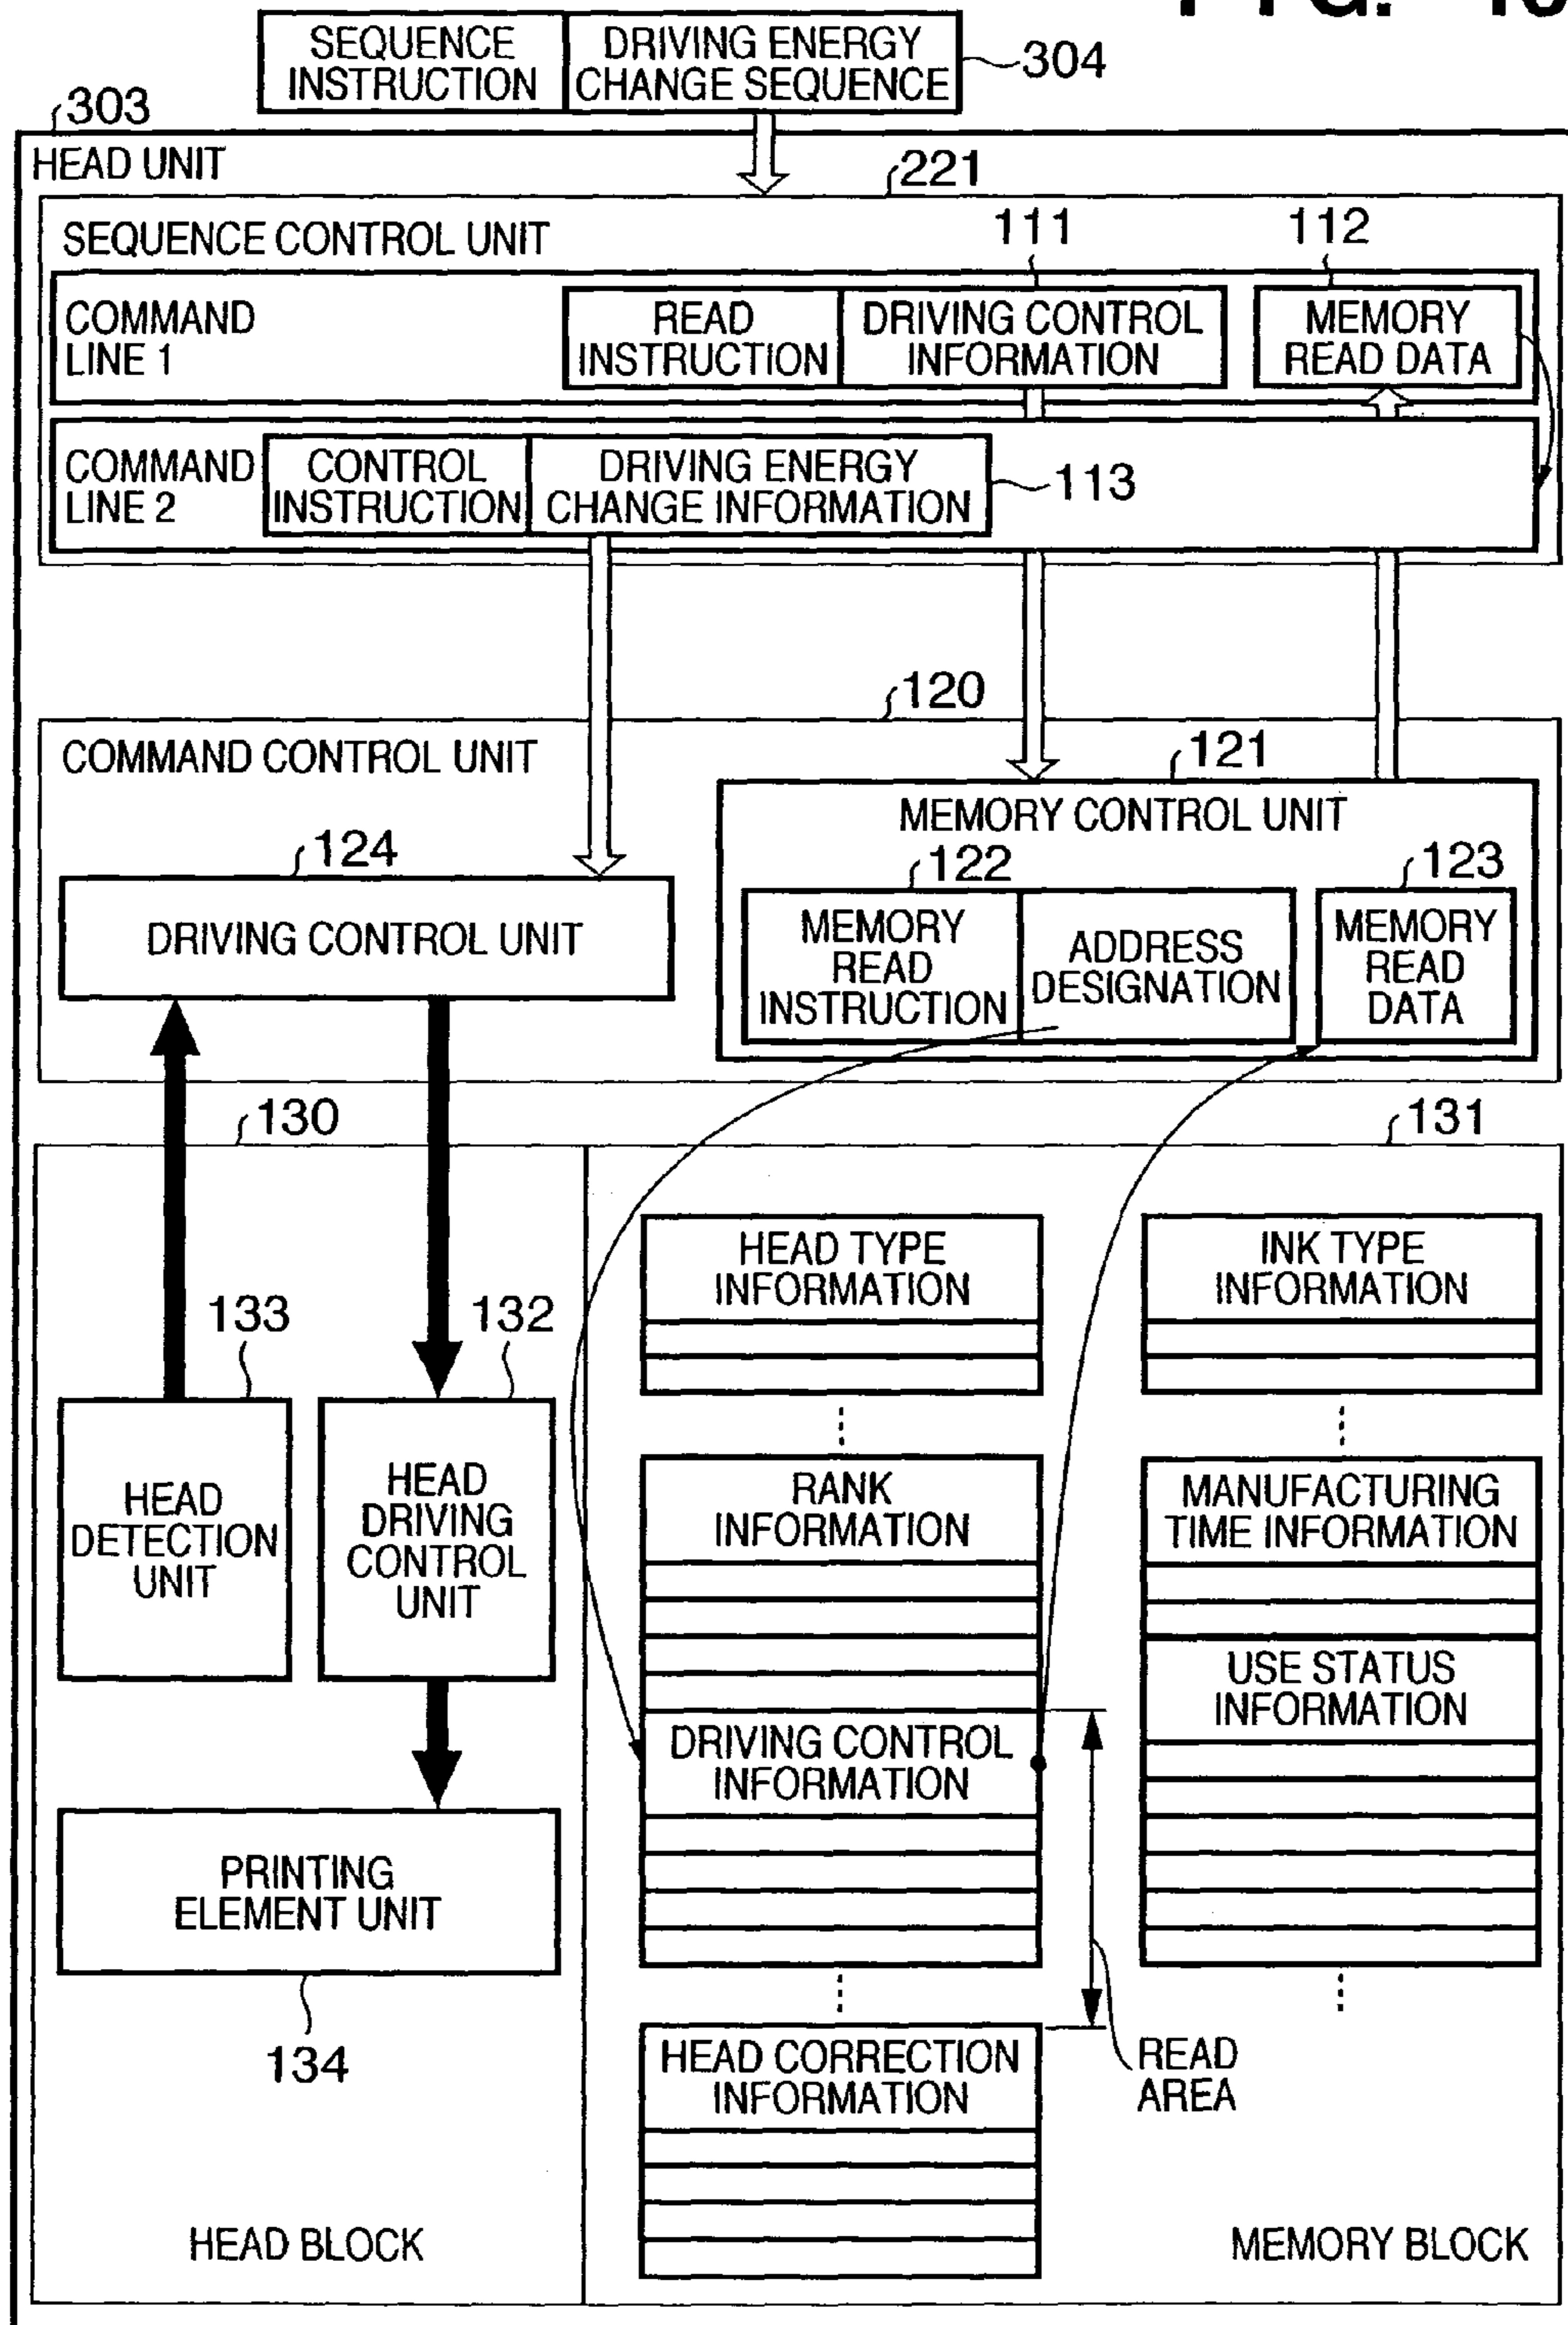 SEQUENCE
INSTRUCTION
DRIVING ENERGY
CHANGE SEQUENCE
304
303
HEAD UNIT
221
SEQUENCE CONTROL UNIT
111
112
COMMAND
LINE 1
READ
INSTRUCTION
DRIVING CONTROL
INFORMATION
MEMORY
READ DATA
COMMAND
LINE 2
CONTROL
INSTRUCTION
DRIVING ENERGY
CHANGE INFORMATION
113
120
COMMAND CONTROL UNIT
121
MEMORY CONTROL UNIT
124
DRIVING CONTROL UNIT
122
123
MEMORY
READ
INSTRUCTION
ADDRESS
DESIGNATION
MEMORY
READ
DATA
130
131
HEAD TYPE
INFORMATION
INK TYPE
INFORMATION
133
132
HEAD
DETECTION
UNIT
HEAD
DRIVING
CONTROL
UNIT
RANK
INFORMATION
MANUFACTURING
TIME INFORMATION
USE STATUS
INFORMATION
DRIVING CONTROL
INFORMATION
PRINTING
ELEMENT UNIT
134
HEAD CORRECTION
INFORMATION
READ
AREA
HEAD BLOCK
MEMORY BLOCK